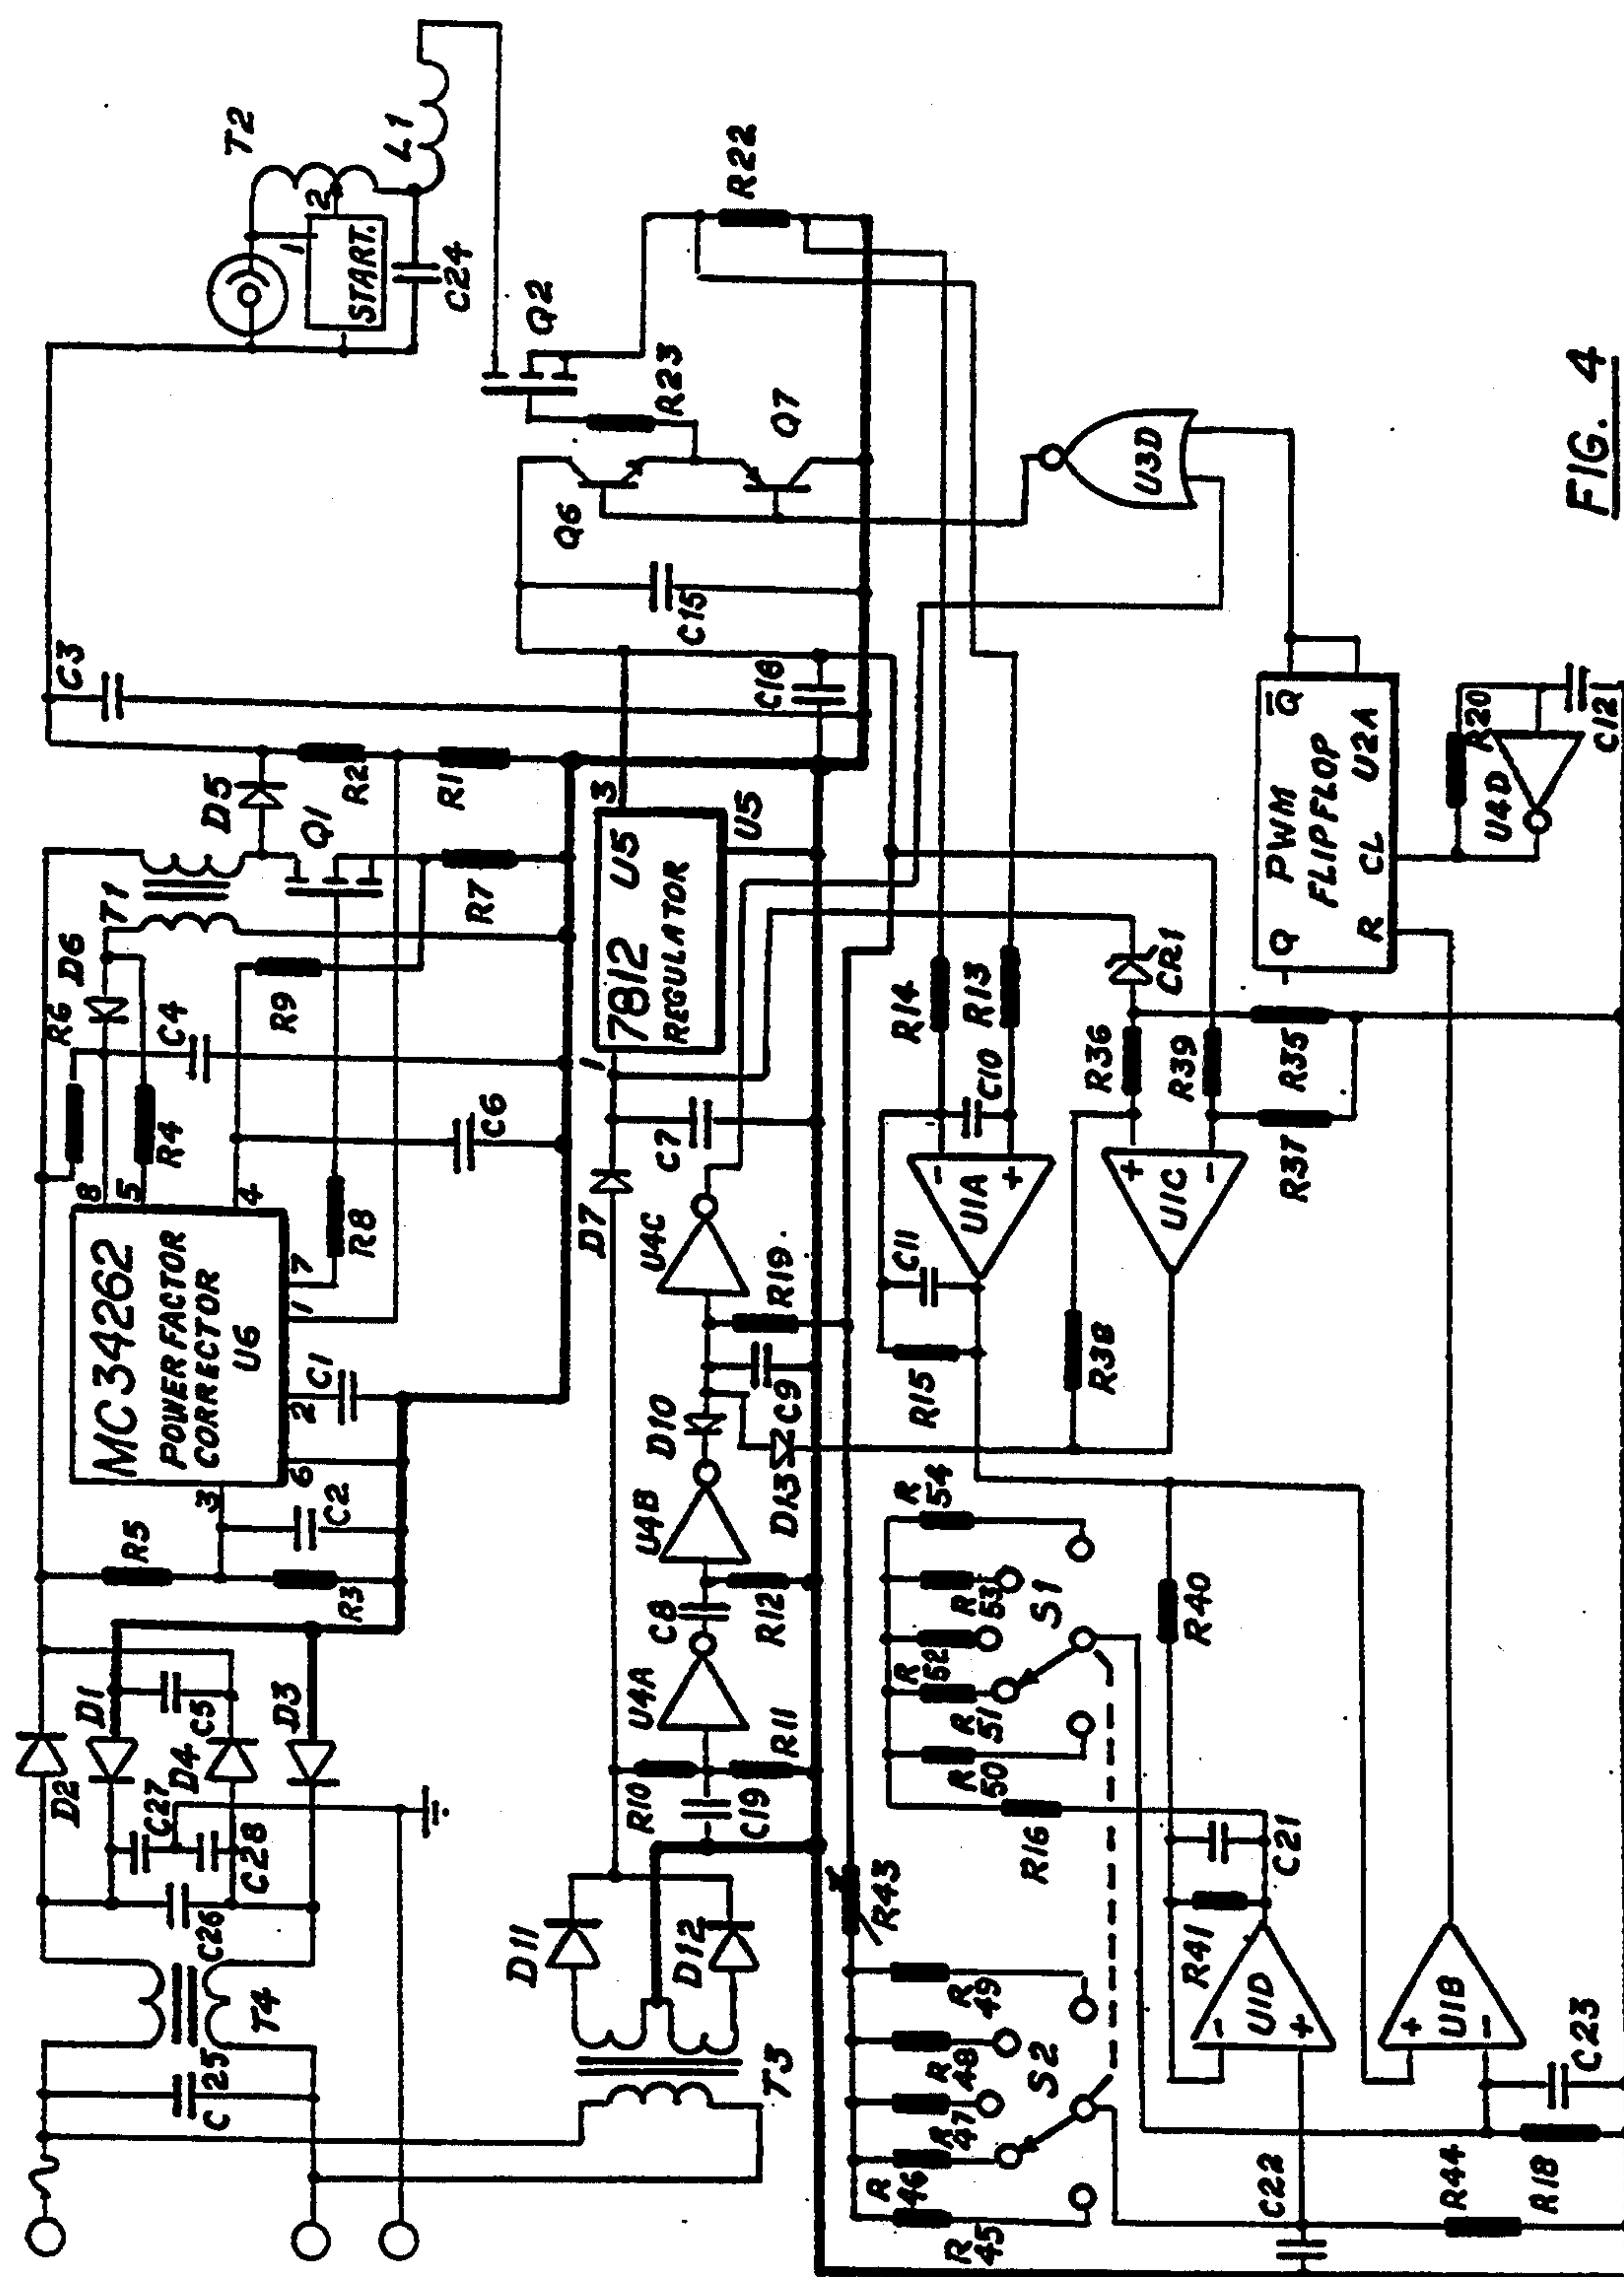 T2
L1
1
2
START.
C24
Q2
R22
R23
Q7
Q6
C15
C3
D5
Q1
R2
R1
R7
T1
D6
R6
C4
R9
R4
C6
R8
8
5
4
7
1
2
6
3
MC34262
POWER FACTOR
CORRECTOR
U6
C1
C2
R5
R3
D1
D2
D3
D4
C5
C27
C28
C26
T4
C25
3
U5
7812
REGULATOR
1
U5
C16
C7
D7
U4C
R19
D10
C9
D13
U4B
C8
R12
U4A
R10
R11
C19
D11
D12
T3
R43
R14
R13
C10
-
U1A
+
C11
R15
R36
R39
CR1
R35
R37
+
U1C
-
R38
U3D
Q̅
PWM
FLIPFLOP
U2A
Q
CL
R
R20
U4D
C12
R54
R53
R52
R51
R50
S1
R40
R16
C21
R41
-
U1D
+
R49
R48
R47
R46
R45
S2
+
U1B
-
C23
C22
R44
R18
FIG. 4